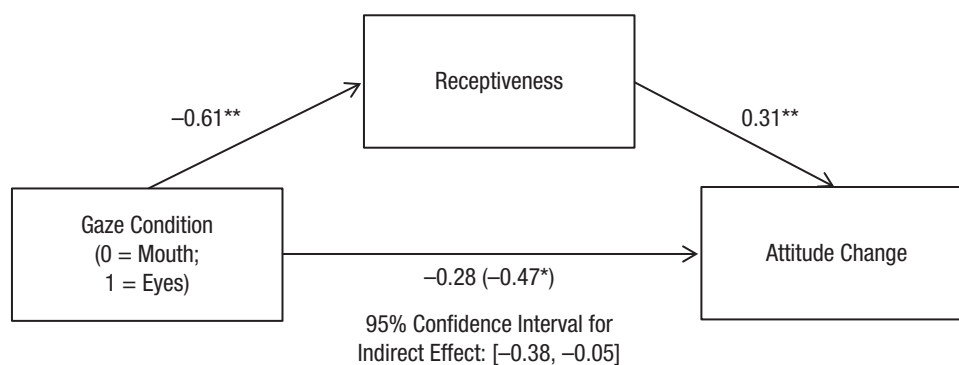 Receptiveness
–0.61**
0.31**
Gaze Condition
(0 = Mouth;
1 = Eyes)
Attitude Change
–0.28 (–0.47*)
95% Confidence Interval for
Indirect Effect: [–0.38, –0.05]